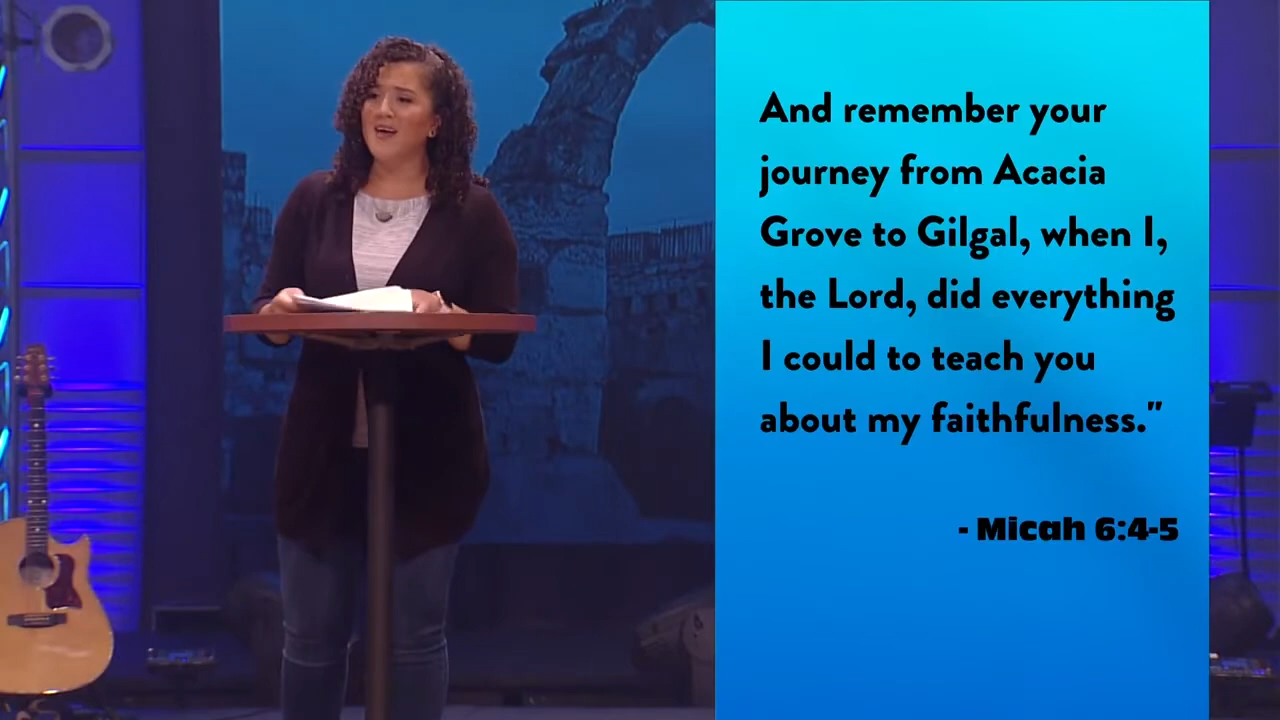 And remember your
journey from Acacia
Grove to Gilgal, when I,
the Lord, did everything
I could to teach you
about my faithfulness."
- Micah 6:4-5